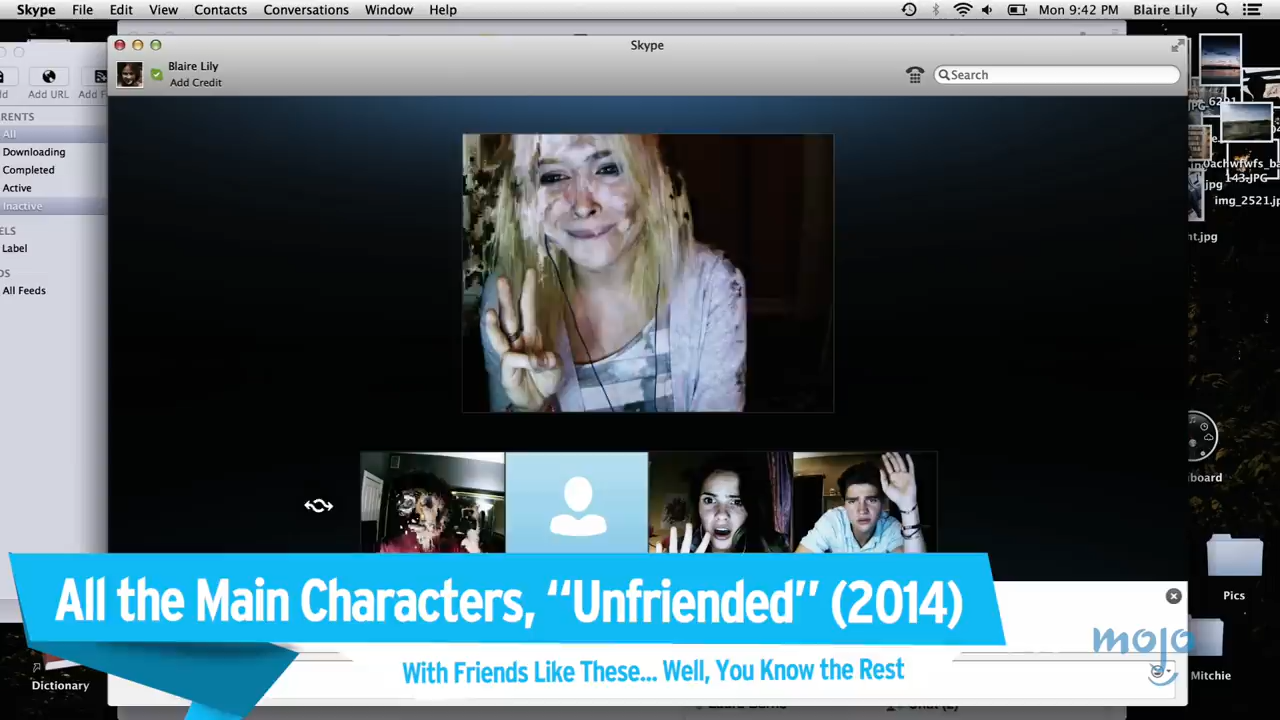 Skype File Edit View Contacts Conversations Window Help Mon 9:42 PM Blaire Lily
Skype
Blaire Lily
Add Credit
Search
Add URL
All
Downloading
Completed
Active
Inactive
Label
All Feeds
143.JPG
img_2521.j
Pics
Mitchie
Dictionary
All the Main Characters, “Unfriended” (2014)
With Friends Like These... Well, You Know the Rest
mojo